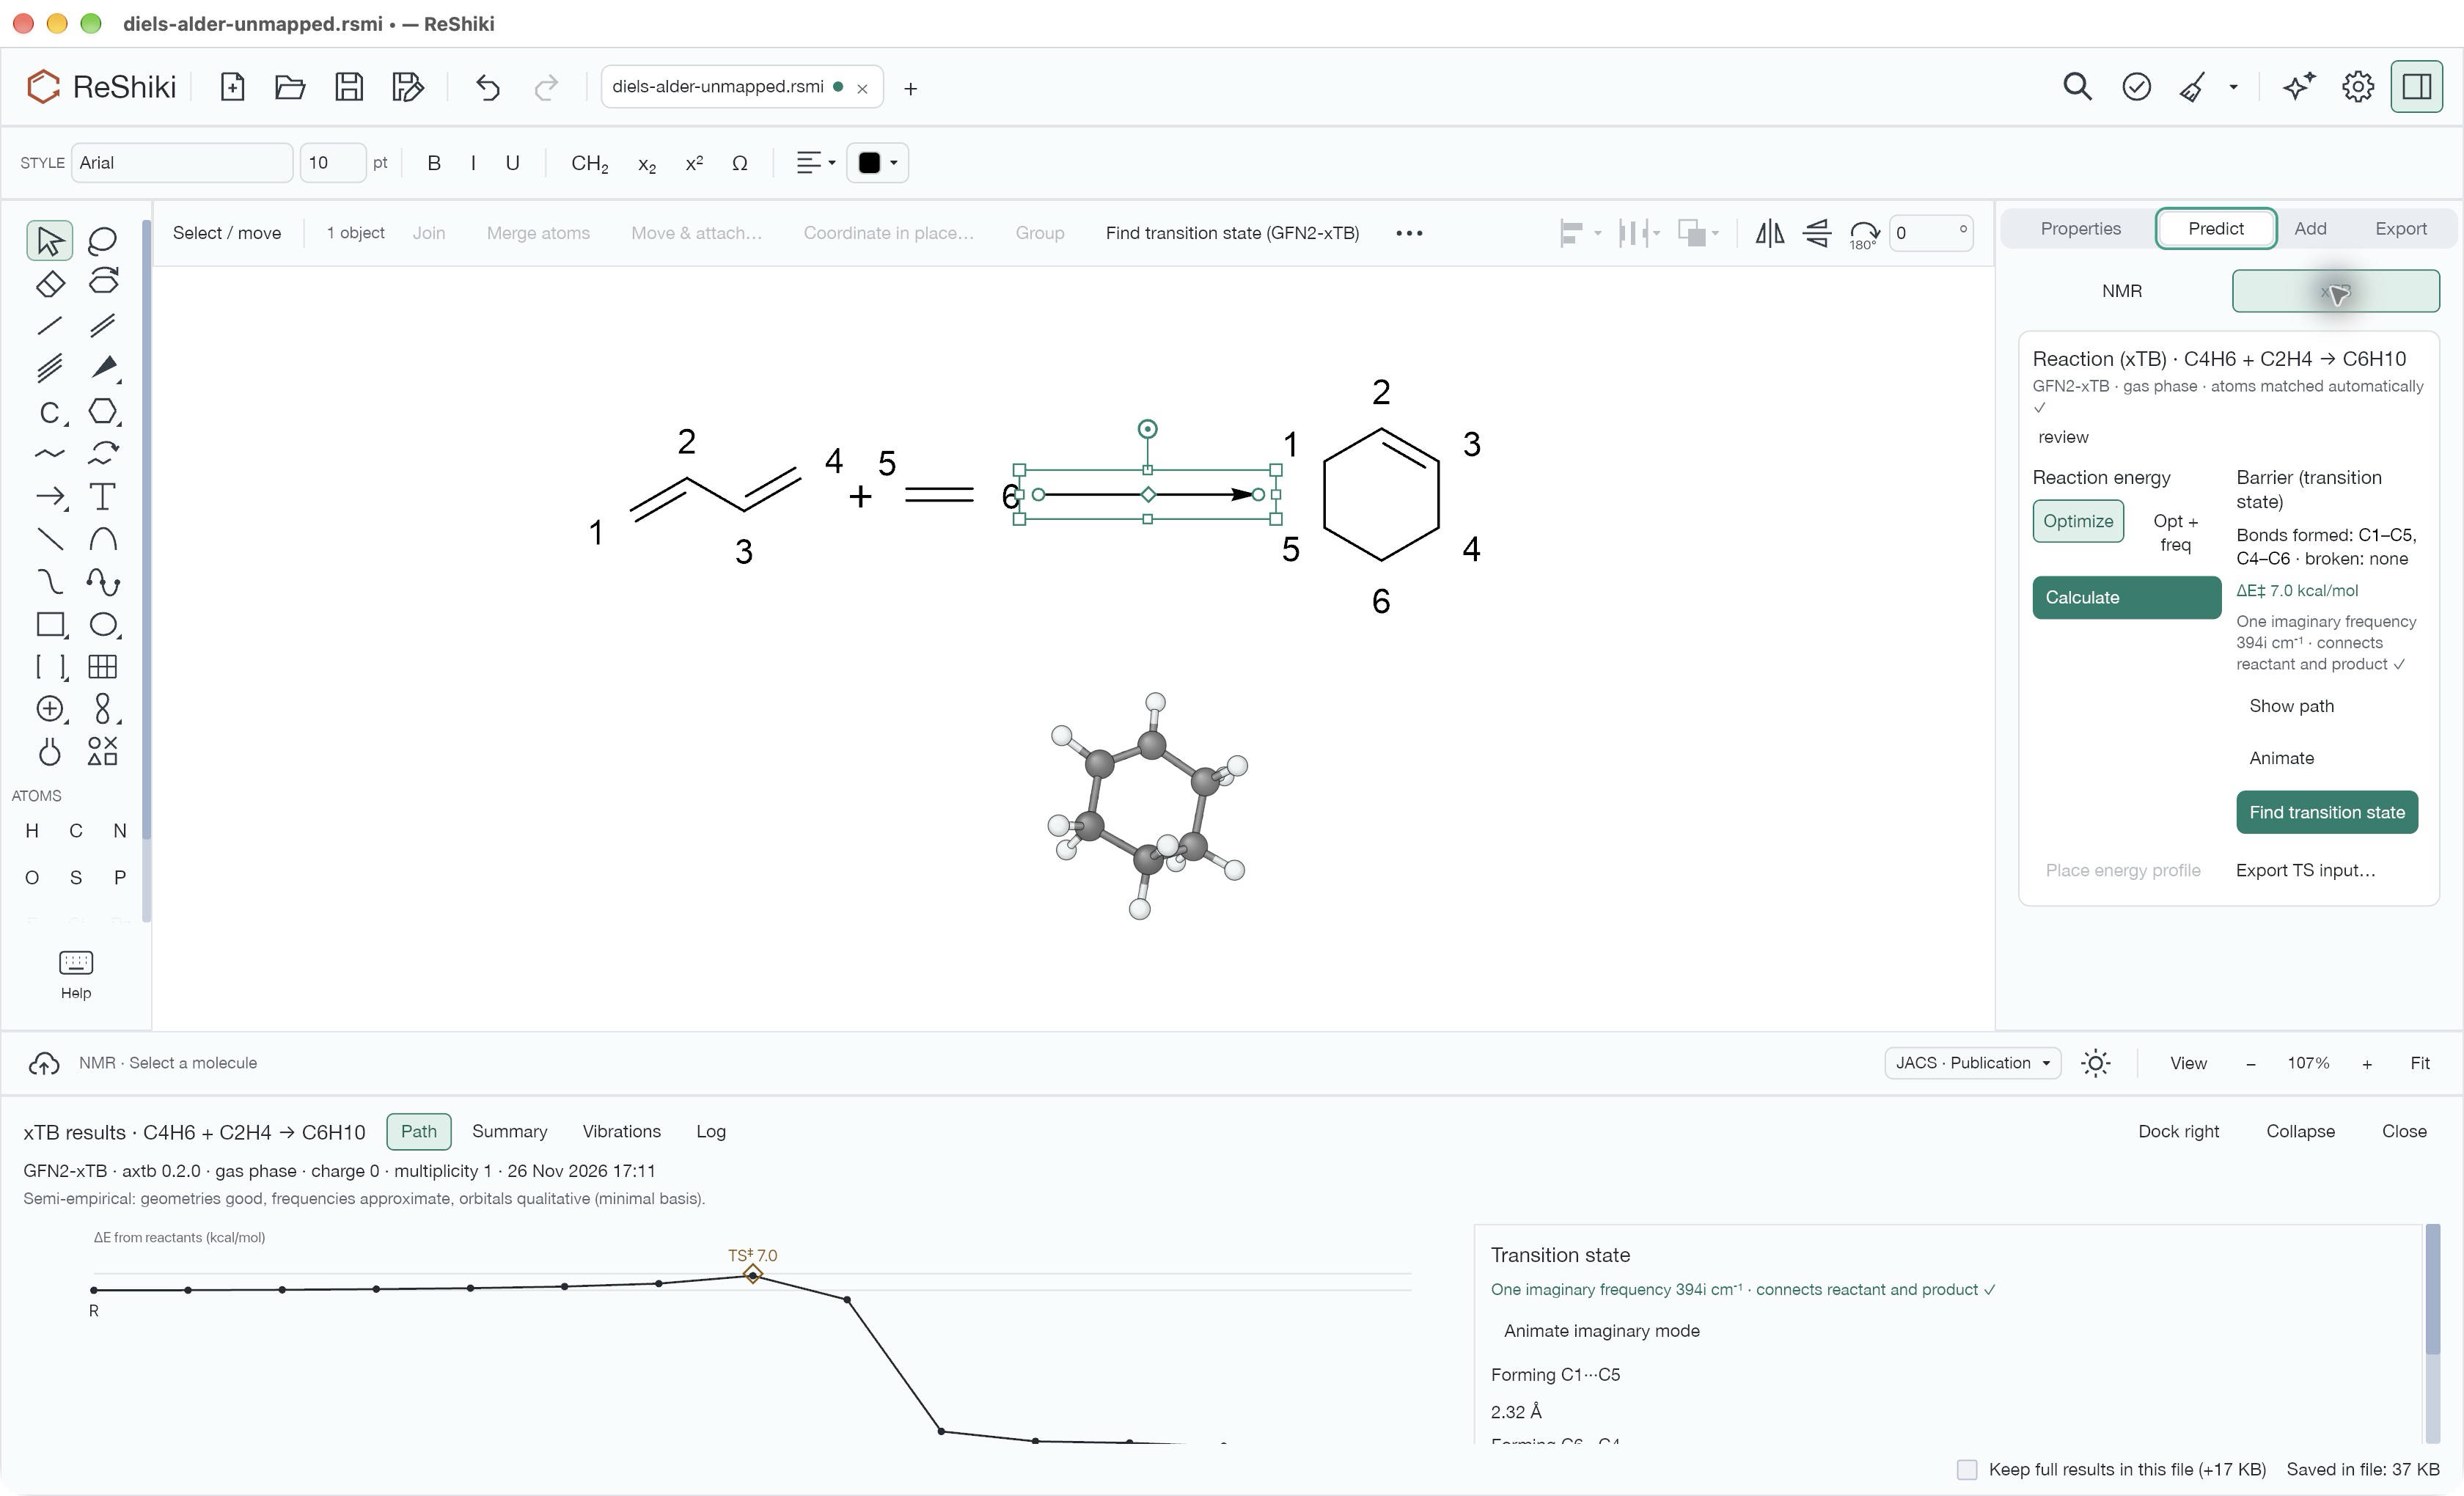 diels-alder-unmapped.rsmi • — ReShiki
ReShiki
diels-alder-unmapped.rsmi
STYLE Arial 10 pt B I U CH₂ x₂ x² Ω
Select / move 1 object Join Merge atoms Move & attach... Coordinate in place... Group Find transition state (GFN2-xTB) ••• 180° 0 °
Properties Predict Add Export
NMR
Reaction (xTB) · C4H6 + C2H4 → C6H10
GFN2-xTB · gas phase · atoms matched automatically
✓
review
Reaction energy
Optimize Opt +
freq
Calculate
Barrier (transition
state)
Bonds formed: C1–C5,
C4–C6 · broken: none
ΔE‡ 7.0 kcal/mol
One imaginary frequency
394i cm⁻¹ · connects
reactant and product ✓
Show path
Animate
Find transition state
Place energy profile Export TS input...
C
T
ATOMS
H C N
O S P
Help
1 2 3 4 + 5 6
1 2 3 4 5 6
NMR · Select a molecule
JACS · Publication View − 107% + Fit
xTB results · C4H6 + C2H4 → C6H10 Path Summary Vibrations Log Dock right Collapse Close
GFN2-xTB · axtb 0.2.0 · gas phase · charge 0 · multiplicity 1 · 26 Nov 2026 17:11
Semi-empirical: geometries good, frequencies approximate, orbitals qualitative (minimal basis).
ΔE from reactants (kcal/mol)
TS‡ 7.0
R
Transition state
One imaginary frequency 394i cm⁻¹ · connects reactant and product ✓
Animate imaginary mode
Forming C1···C5
2.32 Å
Keep full results in this file (+17 KB) Saved in file: 37 KB